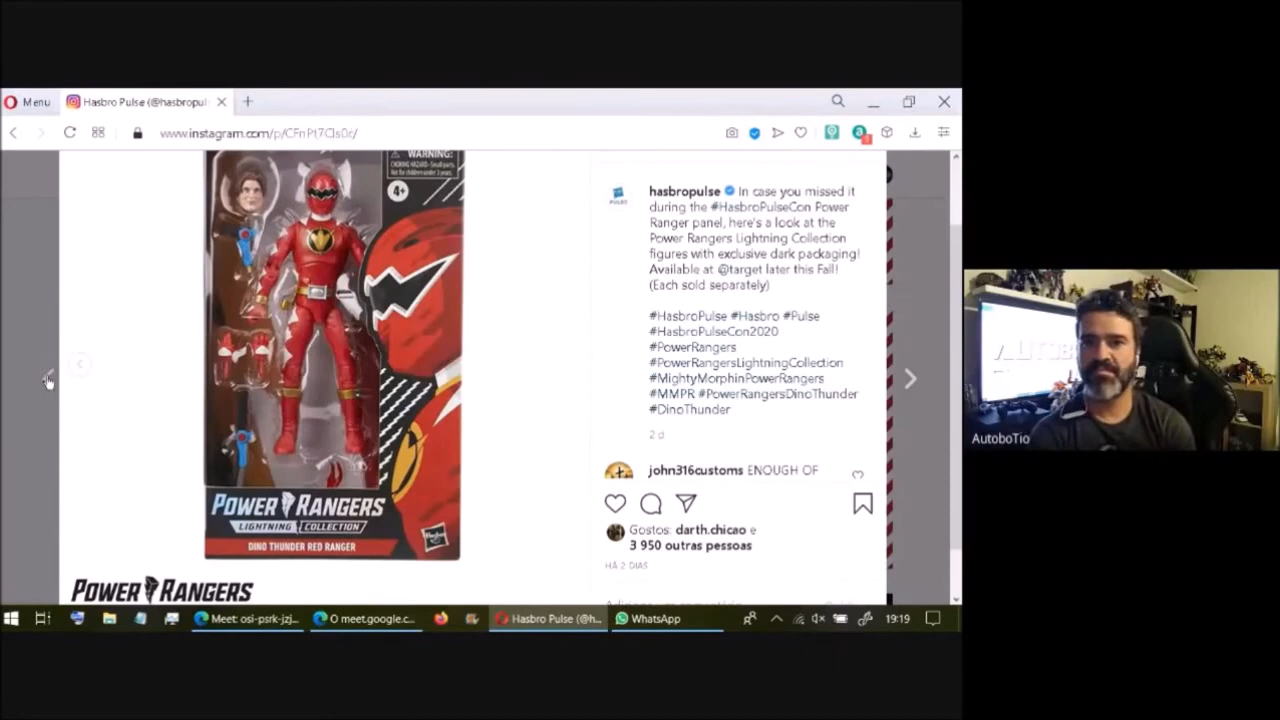 Menu
Hasbro Pulse (@hasbropul
www.instagram.com/p/CFnPt7Cls0c/
WARNING:
4+
POWER RANGERS
LIGHTNING COLLECTION
DINO THUNDER RED RANGER
Hasbro
POWER RANGERS
PULSE
hasbropulse In case you missed it
during the #HasbroPulseCon Power
Ranger panel, here's a look at the
Power Rangers Lightning Collection
figures with exclusive dark packaging!
Available at @target later this Fall!
(Each sold separately)
#HasbroPulse #Hasbro #Pulse
#HasbroPulseCon2020
#PowerRangers
#PowerRangersLightningCollection
#MightyMorphinPowerRangers
#MMPR #PowerRangersDinoThunder
#DinoThunder
2 d
john316customs ENOUGH OF
Gostos: darth.chicao e
3 950 outras pessoas
HÁ 2 DIAS
AutoboTio
Meet: osi-psrk-jzj...
O meet.google.c...
Hasbro Pulse (@h...
WhatsApp
19:19